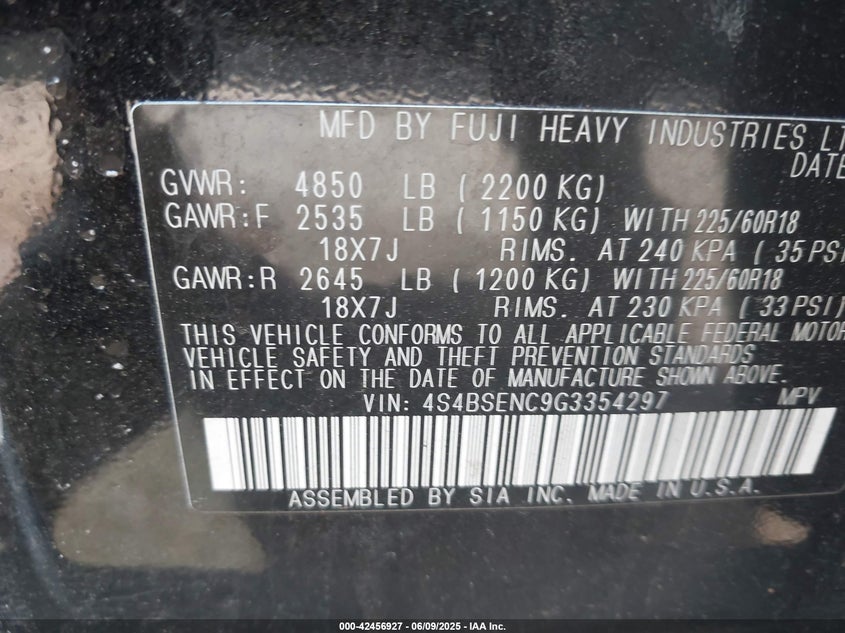 MFD BY FUJI HEAVY INDUSTRIES LT
DATE
GVWR: 4850 LB ( 2200 KG)
GAWR:F 2535 LB ( 1150 KG) WITH 225/60R18
18X7J RIMS. AT 240 KPA ( 35 PSI
GAWR:R 2645 LB ( 1200 KG) WITH 225/60R18
18X7J RIMS. AT 230 KPA ( 33 PSI)
THIS VEHICLE CONFORMS TO ALL APPLICABLE FEDERAL MOTOR
VEHICLE SAFETY AND THEFT PREVENTION STANDARDS
IN EFFECT ON THE DATE OF MANUFACTURE SHOWN ABOVE.
VIN: 4S4BSENC9G3354297 MPV
ASSEMBLED BY SIA INC. MADE IN U.S.A.
000-42456927 | 06/09/2025 - IAA Inc.